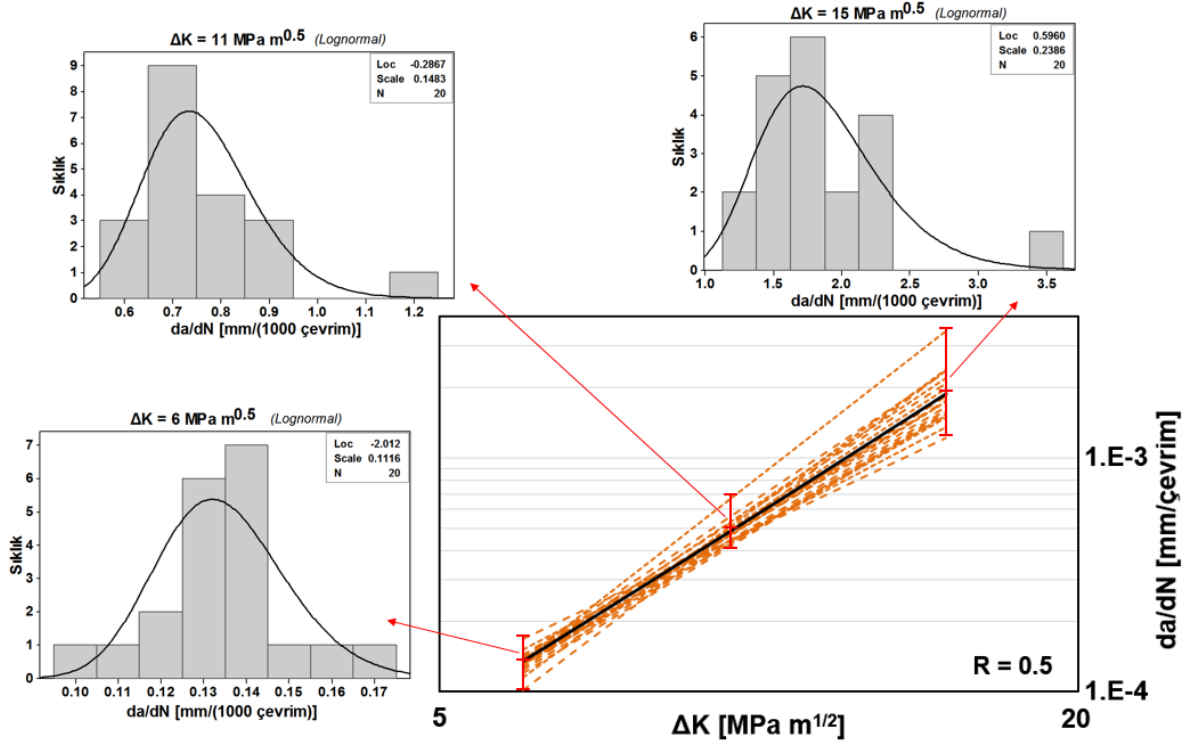 ΔK = 11 MPa m^0.5 (Lognormal)
Loc -0.2867
Scale 0.1483
N 20
Sıklık
9
8
7
6
5
4
3
2
1
0
0.6 0.7 0.8 0.9 1.0 1.1 1.2
da/dN [mm/(1000 çevrim)]
ΔK = 15 MPa m^0.5 (Lognormal)
Loc 0.5960
Scale 0.2386
N 20
Sıklık
6
5
4
3
2
1
0
1.0 1.5 2.0 2.5 3.0 3.5
da/dN [mm/(1000 çevrim)]
ΔK = 6 MPa m^0.5 (Lognormal)
Loc -2.012
Scale 0.1116
N 20
Sıklık
7
6
5
4
3
2
1
0
0.10 0.11 0.12 0.13 0.14 0.15 0.16 0.17
da/dN [mm/(1000 çevrim)]
1.E-3
da/dN [mm/çevrim]
R = 0.5
1.E-4
5 20
ΔK [MPa m^1/2]